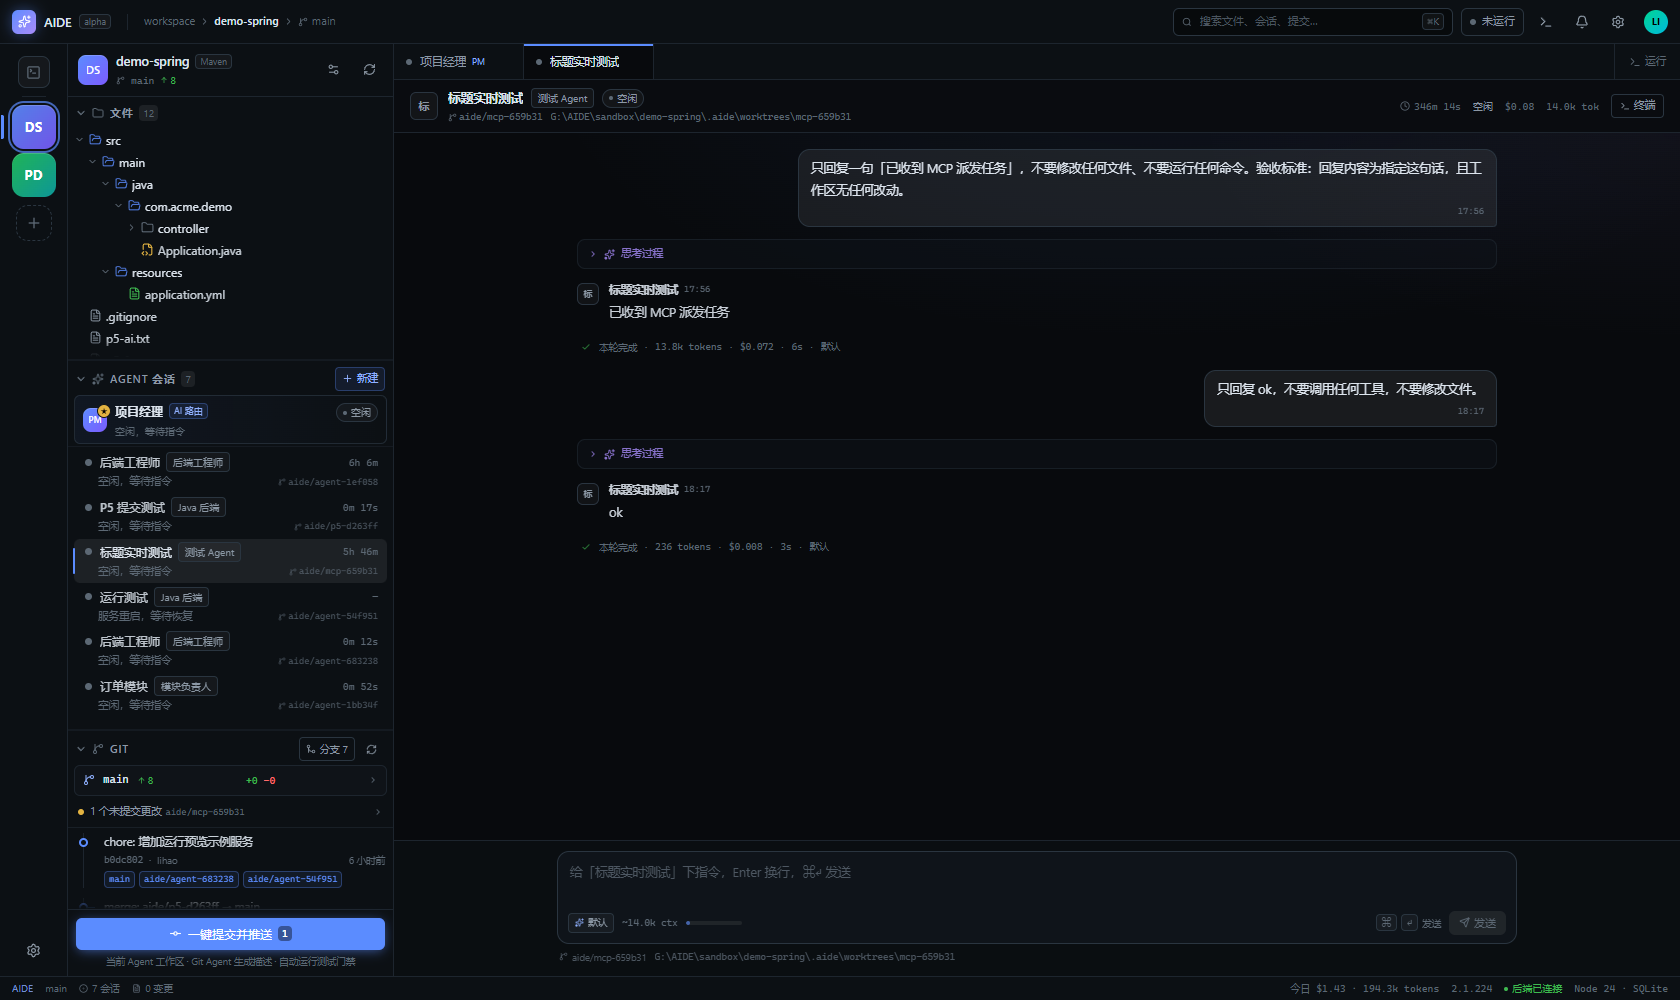 AIDE alpha workspace › demo-spring › main
搜索文件、会话、提交… ⌘K
未运行
LI
DS
PD
DS demo-spring Maven
main ↑8
文件 12
src
main
java
com.acme.demo
controller
Application.java
resources
application.yml
.gitignore
p5-ai.txt
AGENT 会话 7
+ 新建
PM 项目经理 AI 路由 空闲
空闲，等待指令
后端工程师 后端工程师 6h 6m
空闲，等待指令 aide/agent-1ef058
P5 提交测试 Java 后端 0m 17s
空闲，等待指令 aide/p5-d263ff
标题实时测试 测试 Agent 5h 46m
空闲，等待指令 aide/mcp-659b31
运行测试 Java 后端 —
服务重启，等待恢复 aide/agent-54f951
后端工程师 后端工程师 0m 12s
空闲，等待指令 aide/agent-683238
订单模块 模块负责人 0m 52s
空闲，等待指令 aide/agent-1bb34f
GIT 分支 7
main ↑8 +0 −0
1 个未提交更改 aide/mcp-659b31
chore: 增加运行预览示例服务
b0dc802 · lihao 6 小时前
main aide/agent-683238 aide/agent-54f951
merge: aide/p5-d263ff → main
一键提交并推送 1
当前 Agent 工作区 · Git Agent 生成描述 · 自动运行测试门禁
项目经理 PM
标题实时测试
运行
标 标题实时测试 测试 Agent 空闲
aide/mcp-659b31 G:\AIDE\sandbox\demo-spring\.aide\worktrees\mcp-659b31
346m 14s 空闲 $0.08 14.0k tok 终端
只回复一句「已收到 MCP 派发任务」，不要修改任何文件、不要运行任何命令。验收标准：回复内容为指定这句话，且工
作区无任何改动。
17:56
思考过程
标 标题实时测试 17:56
已收到 MCP 派发任务
本轮完成 · 13.8k tokens · $0.072 · 6s · 默认
只回复 ok，不要调用任何工具，不要修改文件。
18:17
思考过程
标 标题实时测试 18:17
ok
本轮完成 · 236 tokens · $0.008 · 3s · 默认
给「标题实时测试」下指令，Enter 换行，⌘↵ 发送
默认 ~14.0k ctx
⌘ ↵ 发送 发送
aide/mcp-659b31 G:\AIDE\sandbox\demo-spring\.aide\worktrees\mcp-659b31
AIDE main 7 会话 0 变更
今日 $1.43 · 194.3k tokens 2.1.224 后端已连接 Node 24 · SQLite